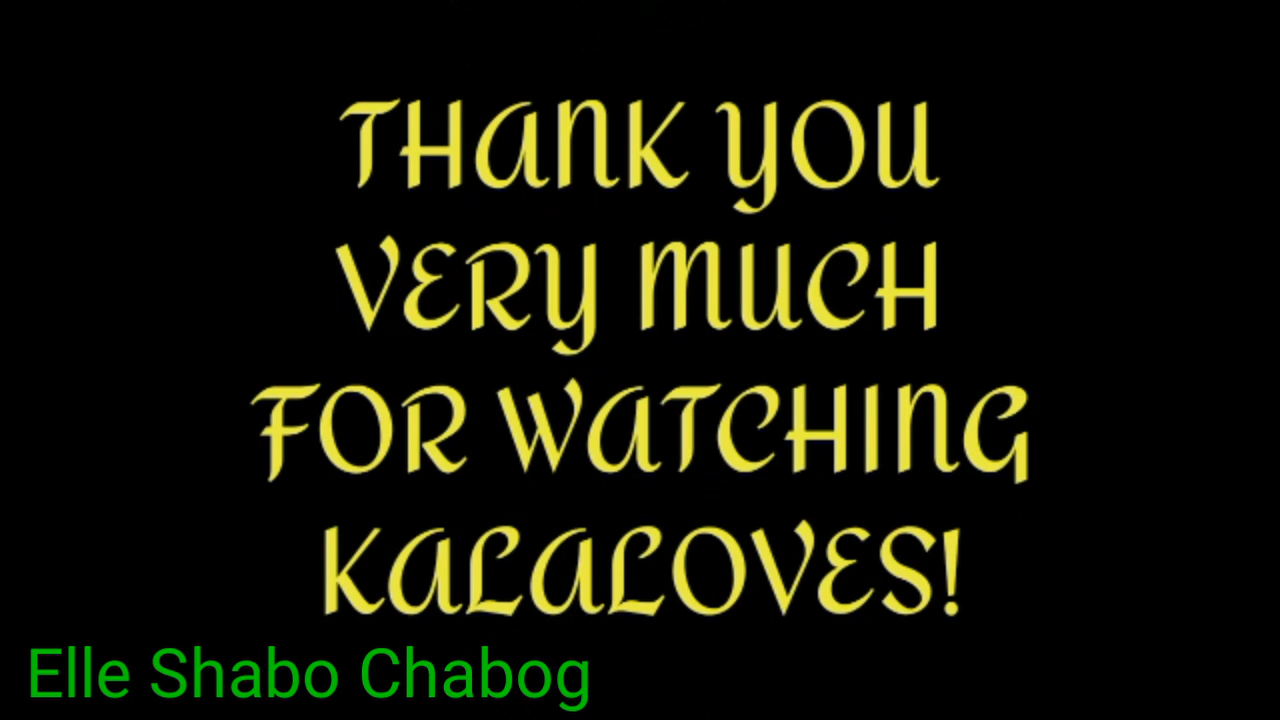 THANK YOU
VERY MUCH
FOR WATCHING
KALALOVES!
Elle Shabo Chabog